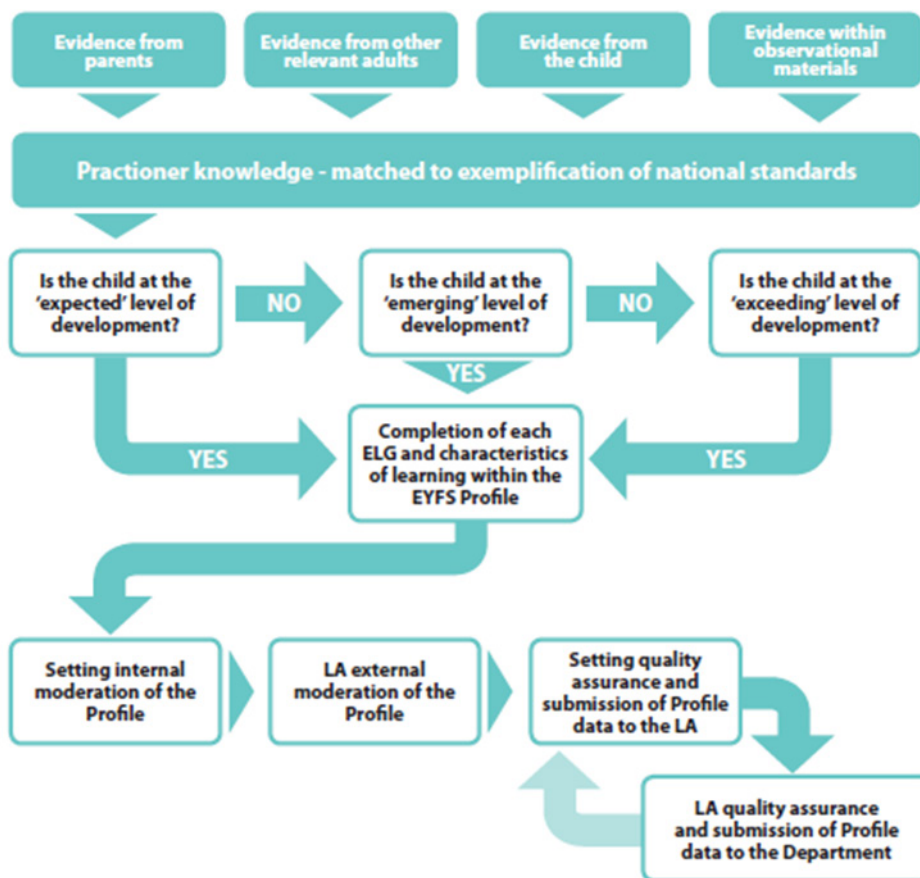 Evidence from
parents
Evidence from other
relevant adults
Evidence from
the child
Evidence within
observational
materials
Practioner knowledge - matched to exemplification of national standards
Is the child at the
‘expected’ level of
development?
NO
Is the child at the
‘emerging’ level of
development?
NO
Is the child at the
‘exceeding’ level of
development?
YES
YES
Completion of each
ELG and characteristics
of learning within the
EYFS Profile
YES
Setting internal
moderation of the
Profile
LA external
moderation of the
Profile
Setting quality
assurance and
submission of Profile
data to the LA
LA quality assurance
and submission of Profile
data to the Department